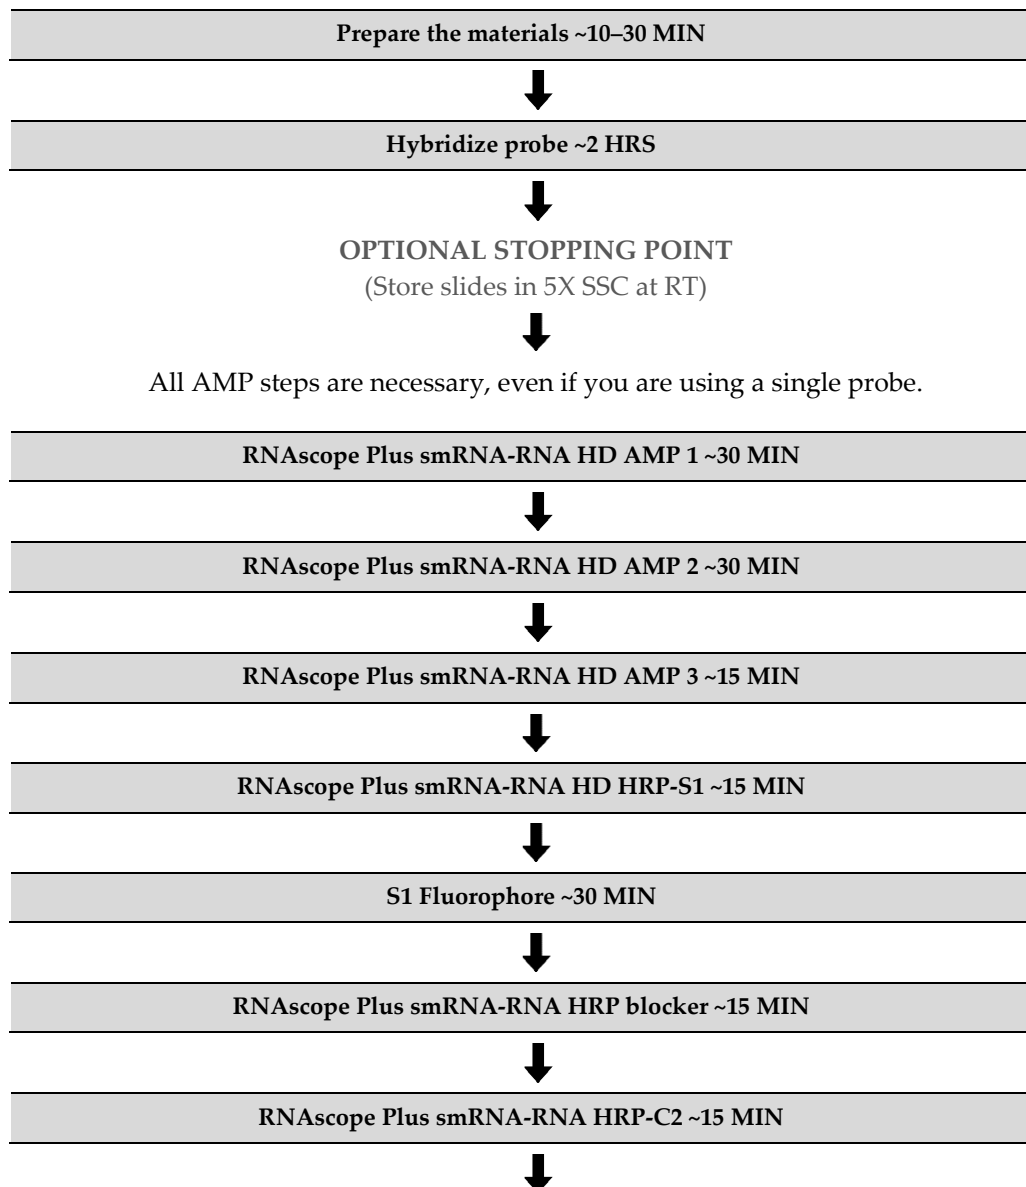 Prepare the materials ~10–30 MIN
Hybridize probe ~2 HRS
OPTIONAL STOPPING POINT
(Store slides in 5X SSC at RT)
All AMP steps are necessary, even if you are using a single probe.
RNAscope Plus smRNA-RNA HD AMP 1 ~30 MIN
RNAscope Plus smRNA-RNA HD AMP 2 ~30 MIN
RNAscope Plus smRNA-RNA HD AMP 3 ~15 MIN
RNAscope Plus smRNA-RNA HD HRP-S1 ~15 MIN
S1 Fluorophore ~30 MIN
RNAscope Plus smRNA-RNA HRP blocker ~15 MIN
RNAscope Plus smRNA-RNA HRP-C2 ~15 MIN